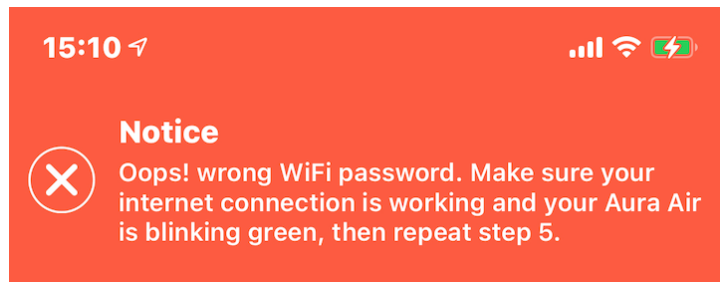 15:10
Notice
Oops! wrong WiFi password. Make sure your
internet connection is working and your Aura Air
is blinking green, then repeat step 5.